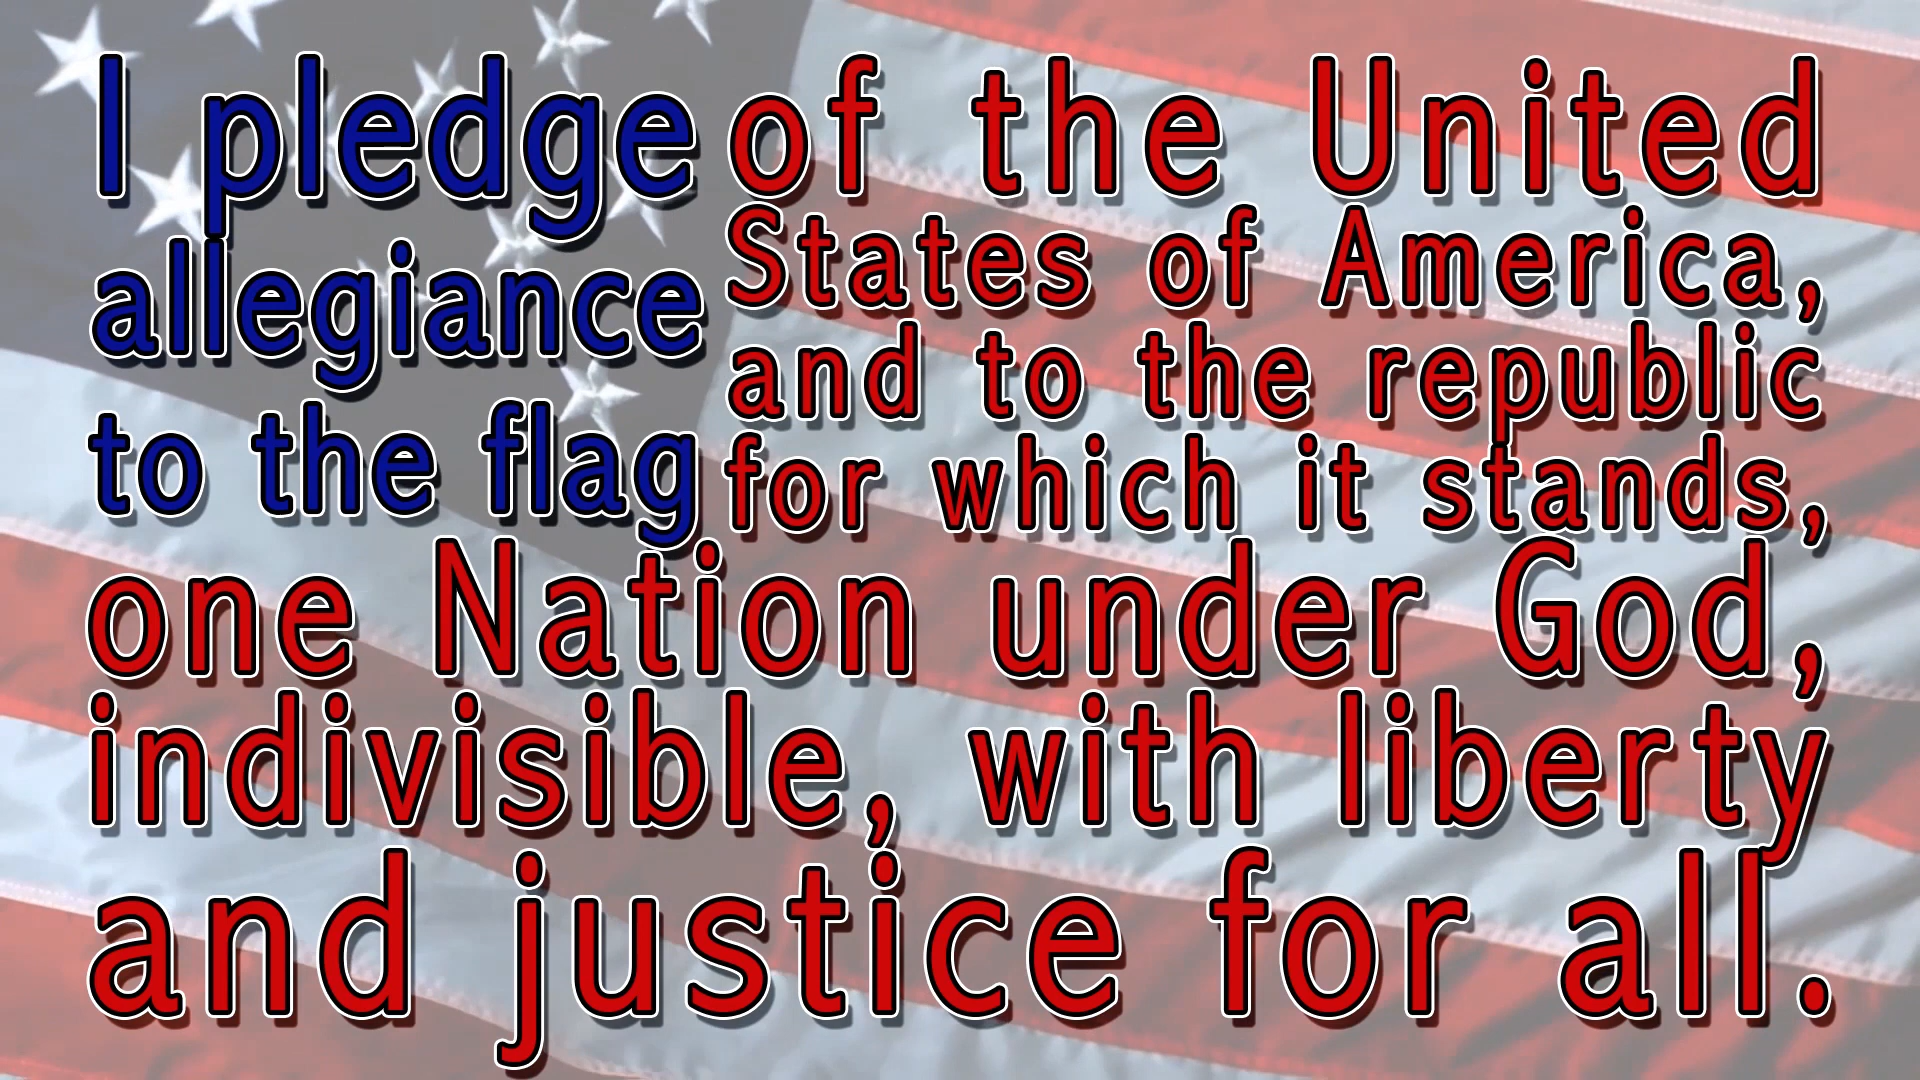 I pledge
allegiance
to the flag
of the United
States of America,
and to the republic
for which it stands,
one Nation under God,
indivisible, with liberty
and justice for all.